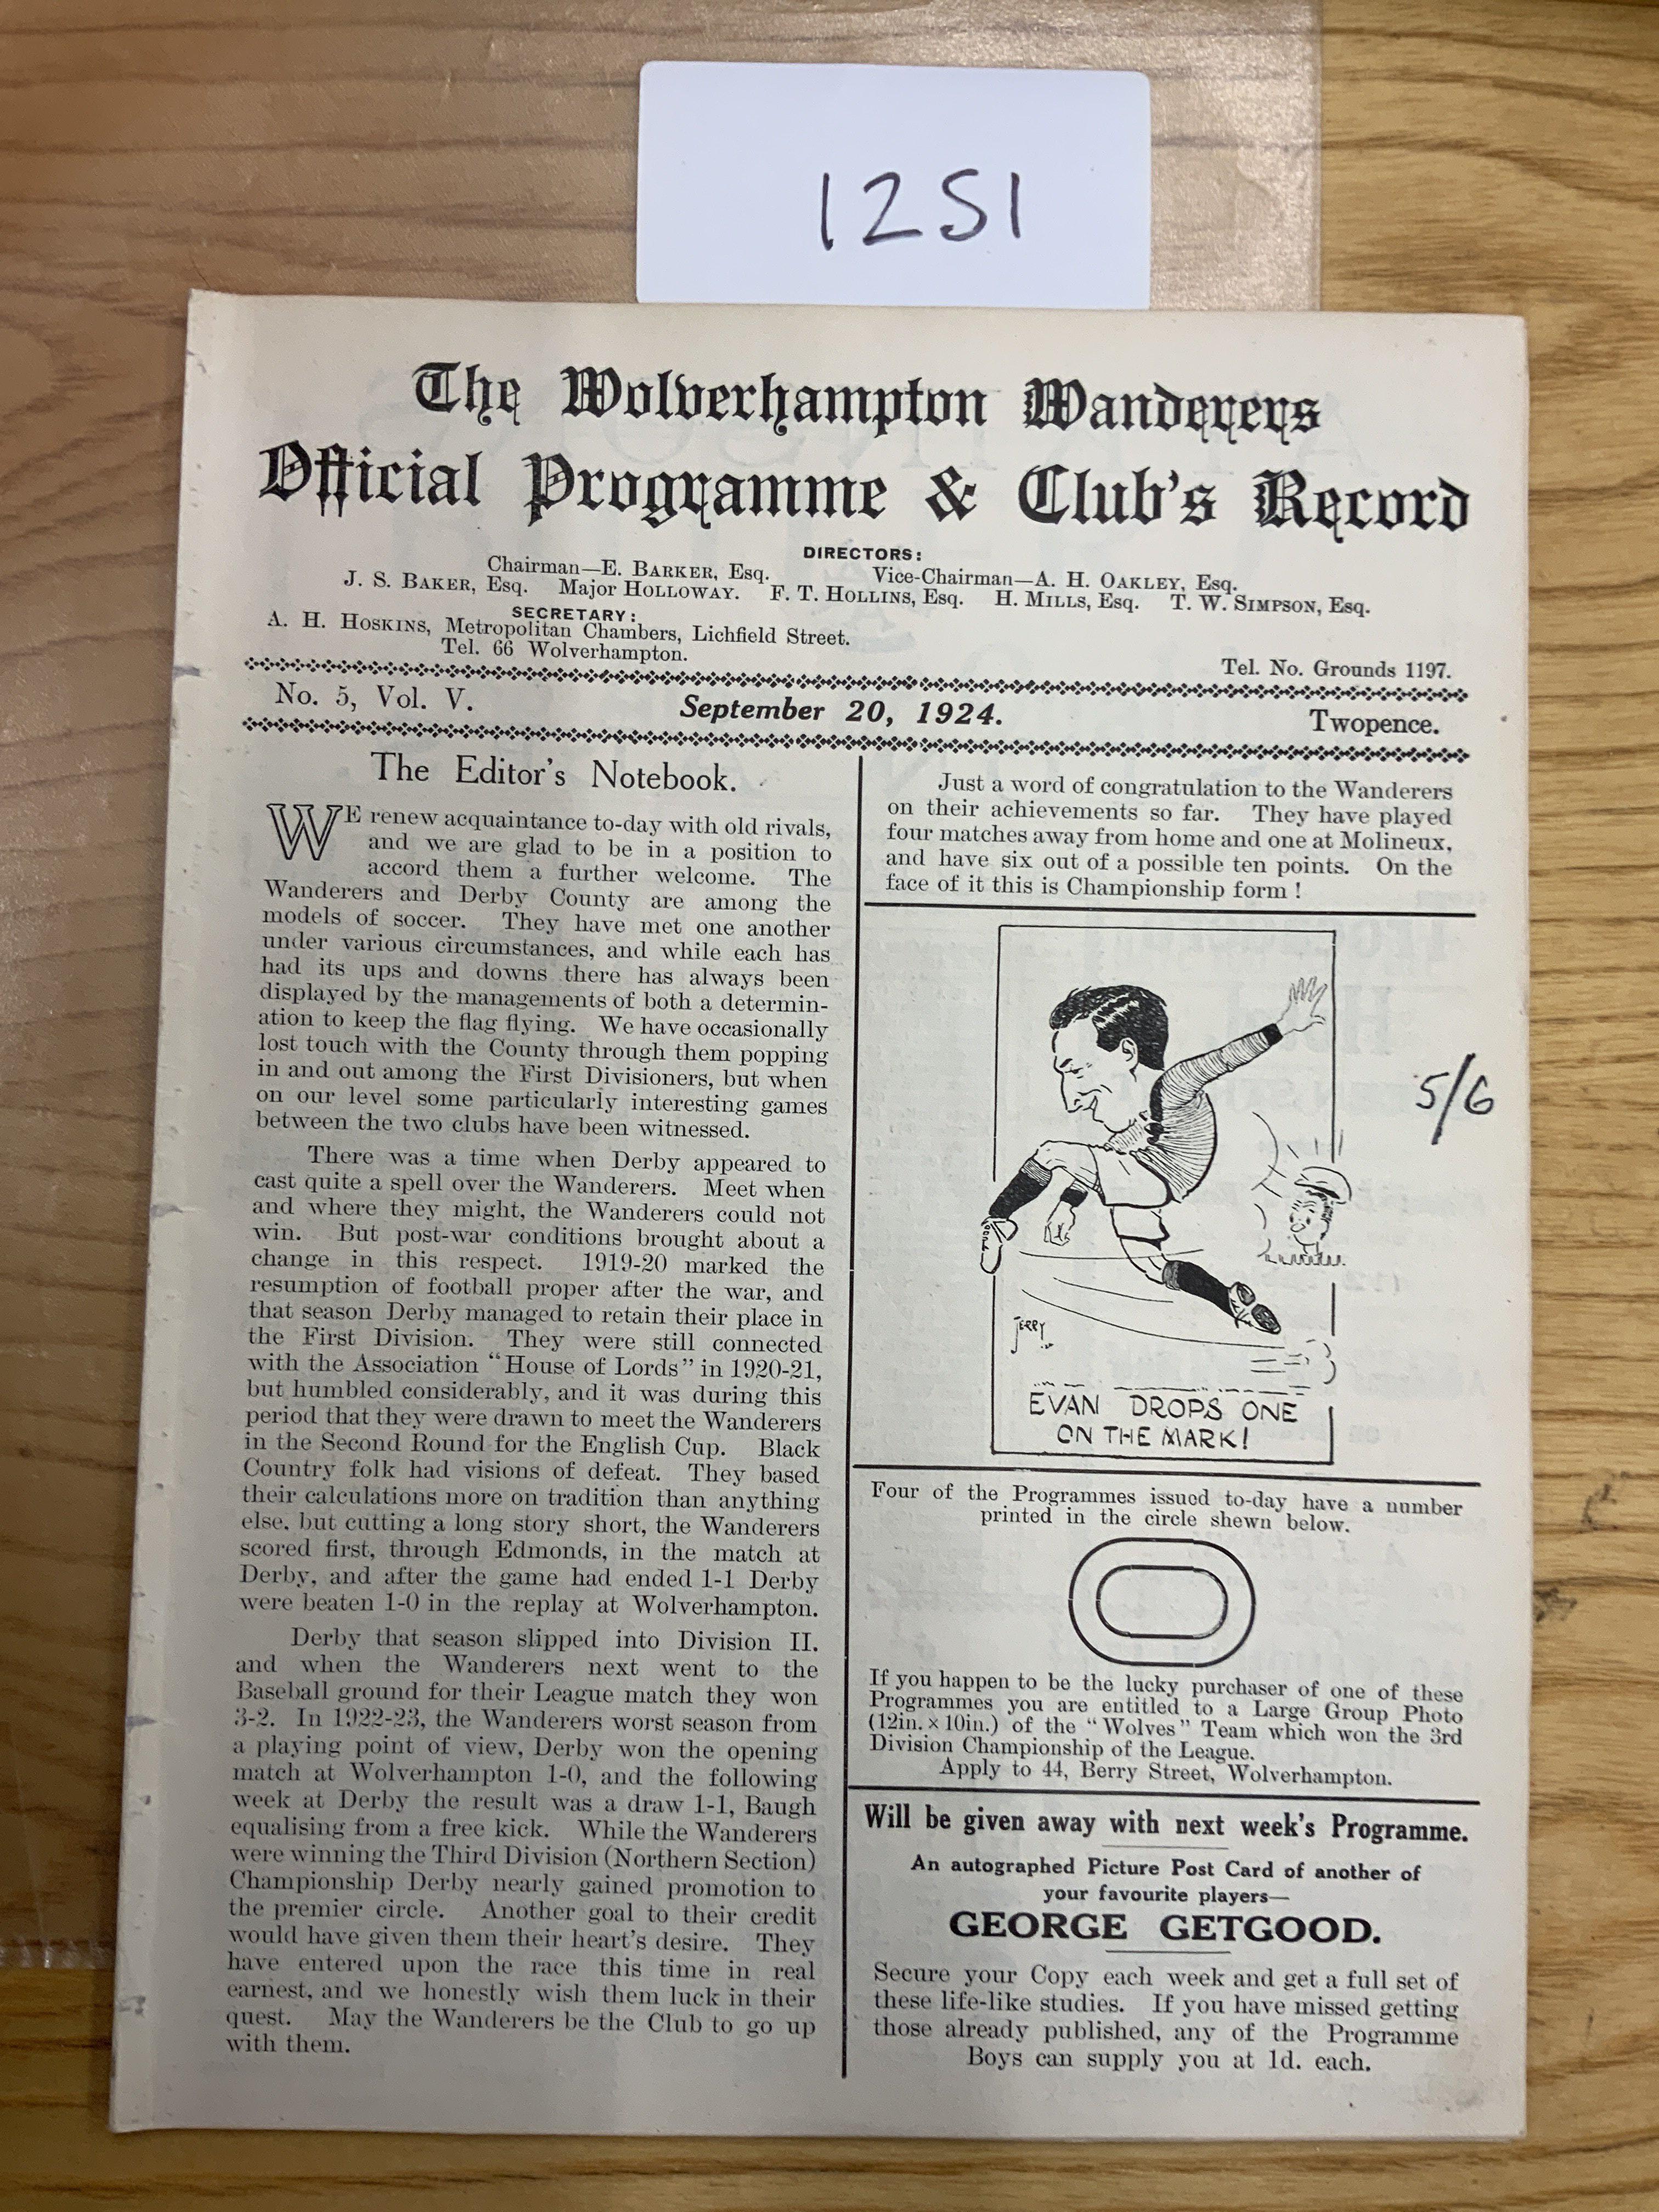 1251
The Wolverhampton Wanderers
Official Programme & Club's Record
DIRECTORS:
Chairman—E. BARKER, Esq. Vice-Chairman—A. H. OAKLEY, Esq.
J. S. BAKER, Esq. Major HOLLOWAY. F. T. HOLLINS, Esq. H. MILLS, Esq. T. W. SIMPSON, Esq.
SECRETARY:
A. H. HOSKINS, Metropolitan Chambers, Lichfield Street.
Tel. 66 Wolverhampton.
Tel. No. Grounds 1197.
No. 5, Vol. V. September 20, 1924. Twopence.
The Editor's Notebook.
WE renew acquaintance to-day with old rivals,
and we are glad to be in a position to
accord them a further welcome. The
Wanderers and Derby County are among the
models of soccer. They have met one another
under various circumstances, and while each has
had its ups and downs there has always been
displayed by the managements of both a determin-
ation to keep the flag flying. We have occasionally
lost touch with the County through them popping
in and out among the First Divisioners, but when
on our level some particularly interesting games
between the two clubs have been witnessed.
There was a time when Derby appeared to
cast quite a spell over the Wanderers. Meet when
and where they might, the Wanderers could not
win. But post-war conditions brought about a
change in this respect. 1919-20 marked the
resumption of football proper after the war, and
that season Derby managed to retain their place in
the First Division. They were still connected
with the Association "House of Lords" in 1920-21,
but humbled considerably, and it was during this
period that they were drawn to meet the Wanderers
in the Second Round for the English Cup. Black
Country folk had visions of defeat. They based
their calculations more on tradition than anything
else, but cutting a long story short, the Wanderers
scored first, through Edmonds, in the match at
Derby, and after the game had ended 1-1 Derby
were beaten 1-0 in the replay at Wolverhampton.
Derby that season slipped into Division II.
and when the Wanderers next went to the
Baseball ground for their League match they won
3-2. In 1922-23, the Wanderers worst season from
a playing point of view, Derby won the opening
match at Wolverhampton 1-0, and the following
week at Derby the result was a draw 1-1, Baugh
equalising from a free kick. While the Wanderers
were winning the Third Division (Northern Section)
Championship Derby nearly gained promotion to
the premier circle. Another goal to their credit
would have given them their heart's desire. They
have entered upon the race this time in real
earnest, and we honestly wish them luck in their
quest. May the Wanderers be the Club to go up
with them.
Just a word of congratulation to the Wanderers
on their achievements so far. They have played
four matches away from home and one at Molineux,
and have six out of a possible ten points. On the
face of it this is Championship form !
5/6
JERRY
EVAN DROPS ONE
ON THE MARK!
Four of the Programmes issued to-day have a number
printed in the circle shewn below.
If you happen to be the lucky purchaser of one of these
Programmes you are entitled to a Large Group Photo
(12in. × 10in.) of the "Wolves" Team which won the 3rd
Division Championship of the League.
Apply to 44, Berry Street, Wolverhampton.
Will be given away with next week's Programme.
An autographed Picture Post Card of another of
your favourite players—
GEORGE GETGOOD.
Secure your Copy each week and get a full set of
these life-like studies. If you have missed getting
those already published, any of the Programme
Boys can supply you at 1d. each.